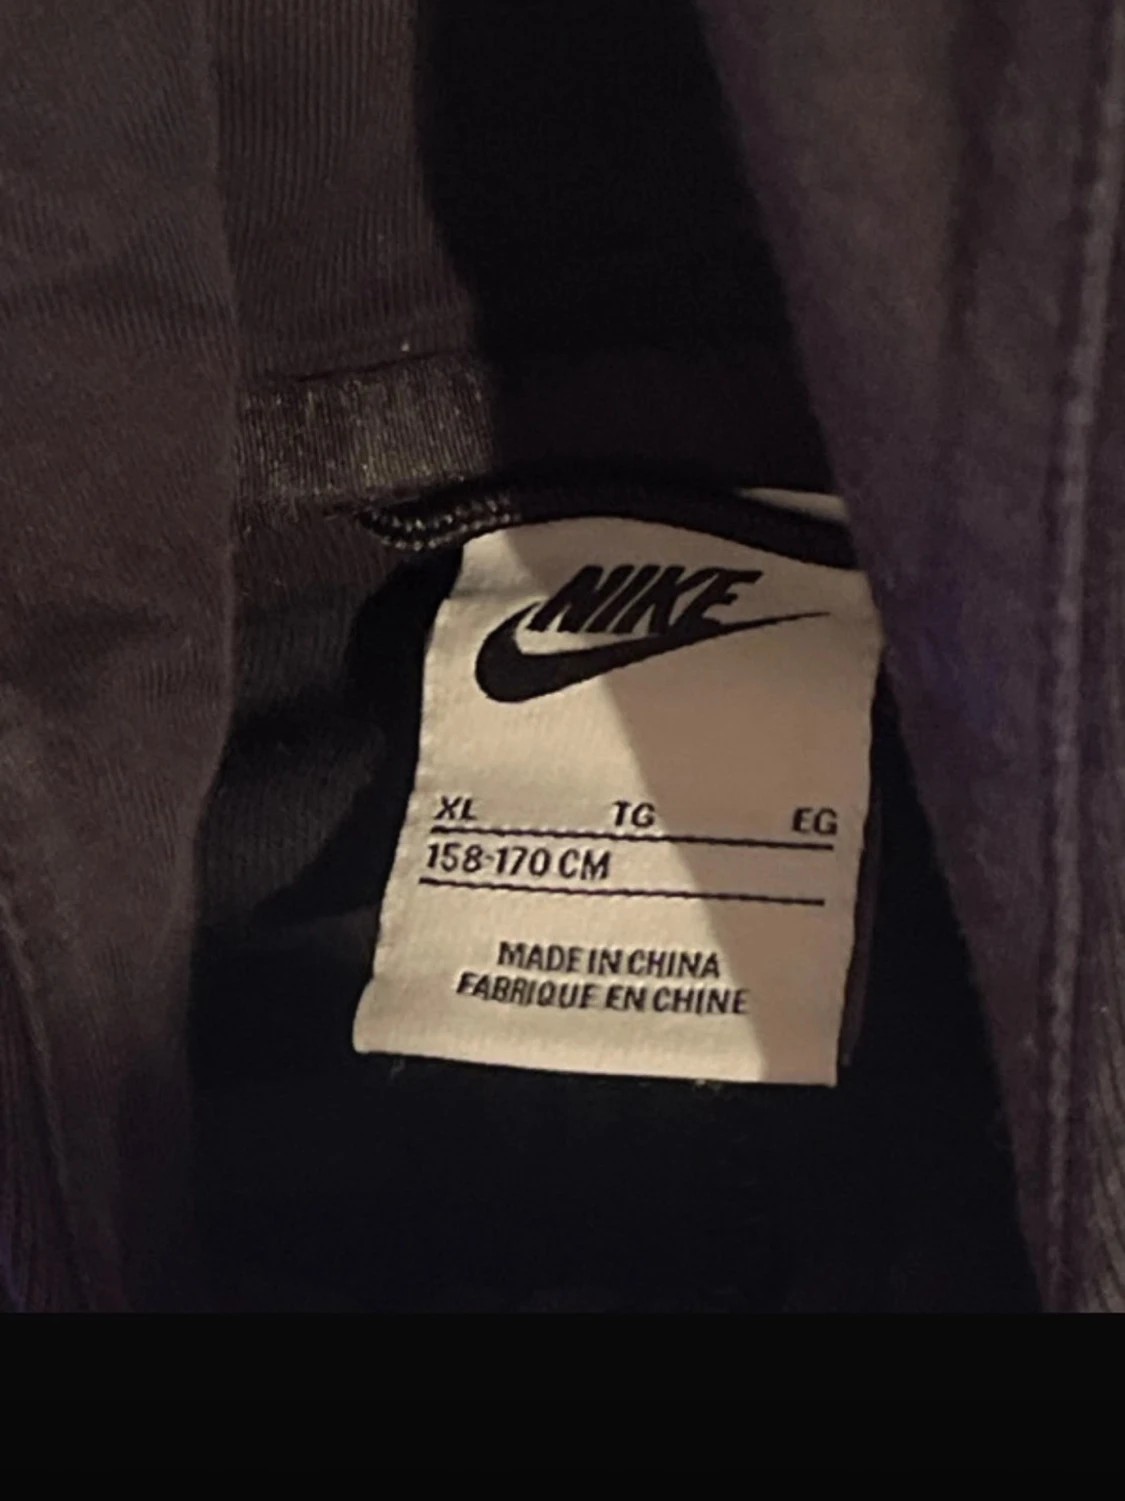 NIKE
XL TG EG
158-170 CM
MADE IN CHINA
FABRIQUE EN CHINE